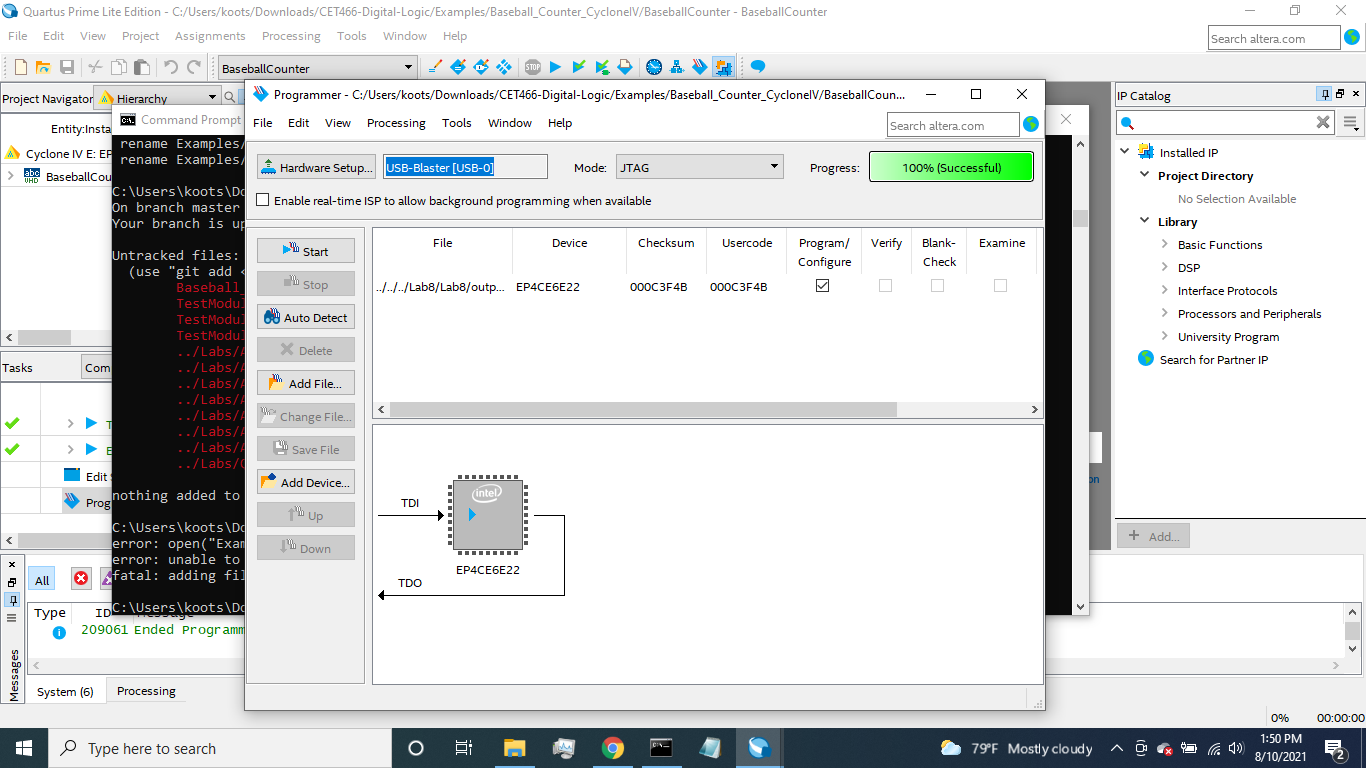 Quartus Prime Lite Edition - C:/Users/koots/Downloads/CET466-Digital-Logic/Examples/Baseball_Counter_CycloneIV/BaseballCounter - BaseballCounter
File Edit View Project Assignments Processing Tools Window Help
Search altera.com
BaseballCounter
Project Navigator Hierarchy
Entity:Insta
Cyclone IV E: EP
abc
VHD
BaseballCou
Tasks Com
T
E
Edit S
Prog
Command Prompt
rename Examples/
rename Examples/
C:\Users\koots\Do
On branch master
Your branch is up
Untracked files:
(use "git add <
Baseball_
TestModul
TestModul
TestModul
../Labs/A
../Labs/A
../Labs/A
../Labs/A
../Labs/A
../Labs/A
../Labs/A
nothing added to
C:\Users\koots\Do
error: open("Exam
error: unable to
fatal: adding fil
C:\Users\koots\Do
Programmer - C:/Users/koots/Downloads/CET466-Digital-Logic/Examples/Baseball_Counter_CycloneIV/BaseballCoun...
File Edit View Processing Tools Window Help
Search altera.com
Hardware Setup... USB-Blaster [USB-0] Mode: JTAG Progress: 100% (Successful)
Enable real-time ISP to allow background programming when available
Start
Stop
Auto Detect
Delete
Add File...
Change File...
Save File
Add Device...
Up
Down
File Device Checksum Usercode Program/ Verify Blank- Examine
Configure Check
../../../Lab8/Lab8/outp... EP4CE6E22 000C3F4B 000C3F4B
intel
TDI
EP4CE6E22
TDO
IP Catalog
Installed IP
Project Directory
No Selection Available
Library
Basic Functions
DSP
Interface Protocols
Processors and Peripherals
University Program
Search for Partner IP
on
+ Add...
Messages
All
Type ID Message
209061 Ended Programm
System (6) Processing
0% 00:00:00
Type here to search
79°F Mostly cloudy
1:50 PM
8/10/2021
2